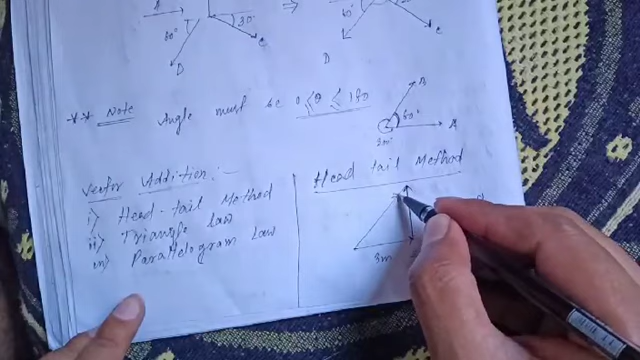 A
60°
30°
C
D
60°
C
D
** Note Angle must be 0 ≤ θ ≤ 180
B
60°
A
300°
Vector Addition :-
i) Head-tail Method
ii) Triangle Law
iii) Parallelogram Law
Head tail Method
3m